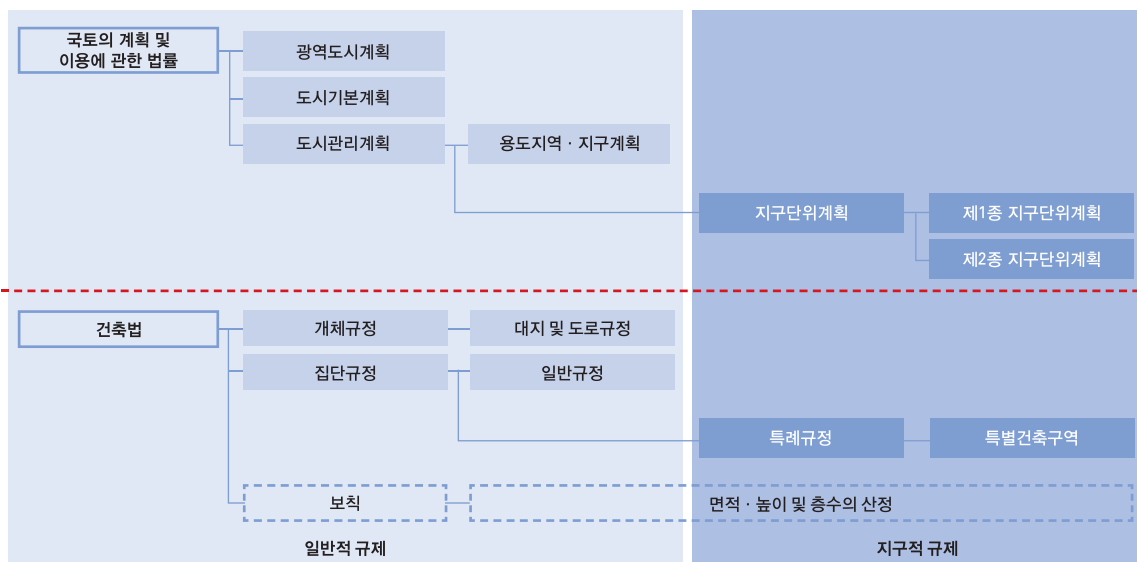 국토의 계획 및
이용에 관한 법률
광역도시계획
도시기본계획
도시관리계획
용도지역 · 지구계획
지구단위계획
제1종 지구단위계획
제2종 지구단위계획
건축법
개체규정
대지 및 도로규정
집단규정
일반규정
특례규정
특별건축구역
보칙
면적 · 높이 및 층수의 산정
일반적 규제
지구적 규제